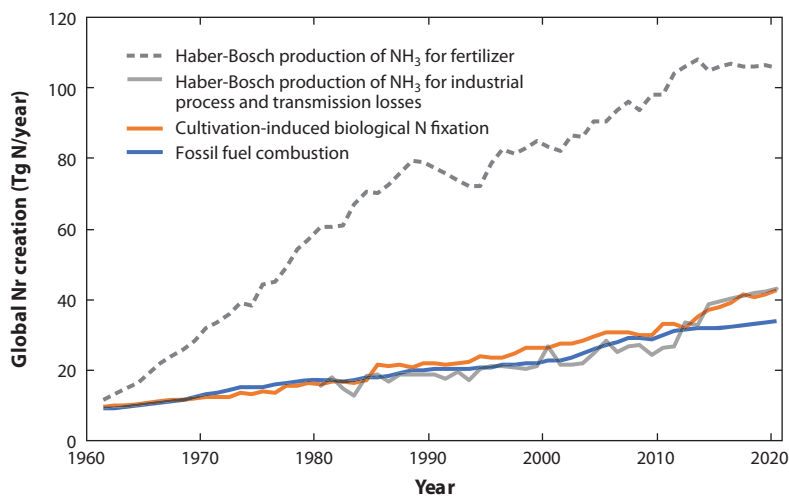 120
100
80
60
40
20
0
Global Nr creation (Tg N/year)
Haber-Bosch production of NH₃ for fertilizer
Haber-Bosch production of NH₃ for industrial
process and transmission losses
Cultivation-induced biological N fixation
Fossil fuel combustion
1960 1970 1980 1990 2000 2010 2020
Year